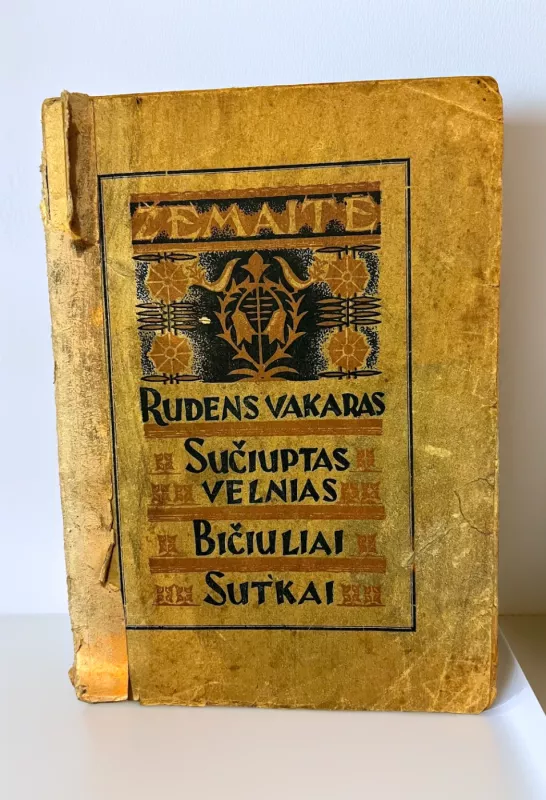 ŽEMAITĖ
RUDENS VAKARAS
SUČIUPTAS
VELNIAS
BIČIULIAI
SUTKAI